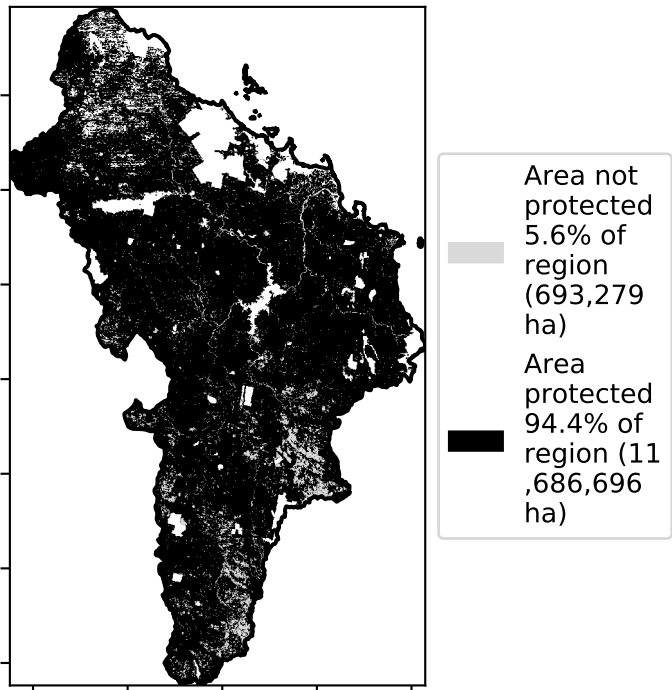 Area not
protected
5.6% of
region
(693,279
ha)
Area
protected
94.4% of
region (11
,686,696
ha)